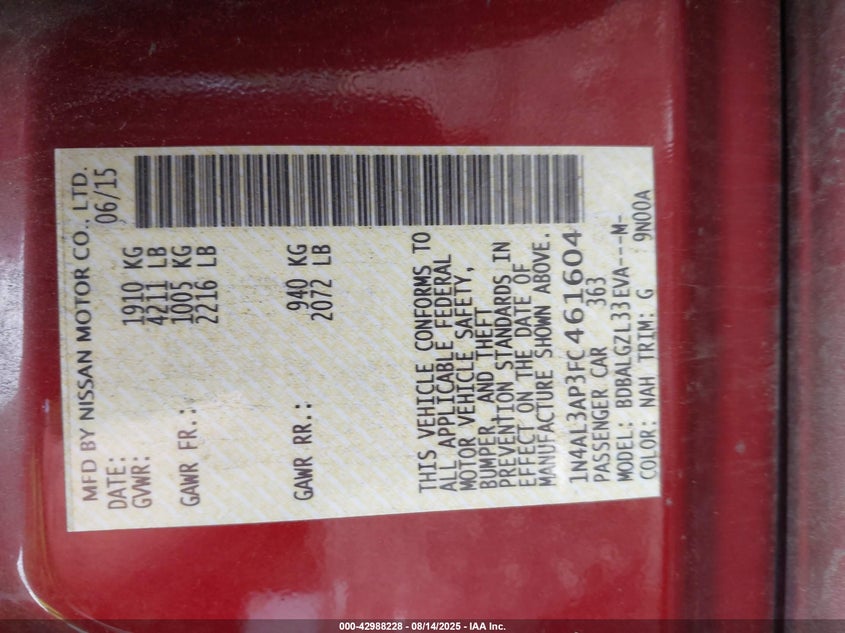 MFD BY NISSAN MOTOR CO., LTD.
DATE: 06/15
GVWR: 1910 KG
4211 LB
GAWR FR.: 1005 KG
2216 LB
GAWR RR.: 940 KG
2072 LB
THIS VEHICLE CONFORMS TO
ALL APPLICABLE FEDERAL
MOTOR VEHICLE SAFETY,
BUMPER, AND THEFT
PREVENTION STANDARDS IN
EFFECT ON THE DATE OF
MANUFACTURE SHOWN ABOVE.
1N4AL3AP3FC461604
PASSENGER CAR 363
MODEL: BDBALGZL33EVA----M-
COLOR: NAH TRIM: G 9N00A
000-42988228 - 08/14/2025 - IAA Inc.